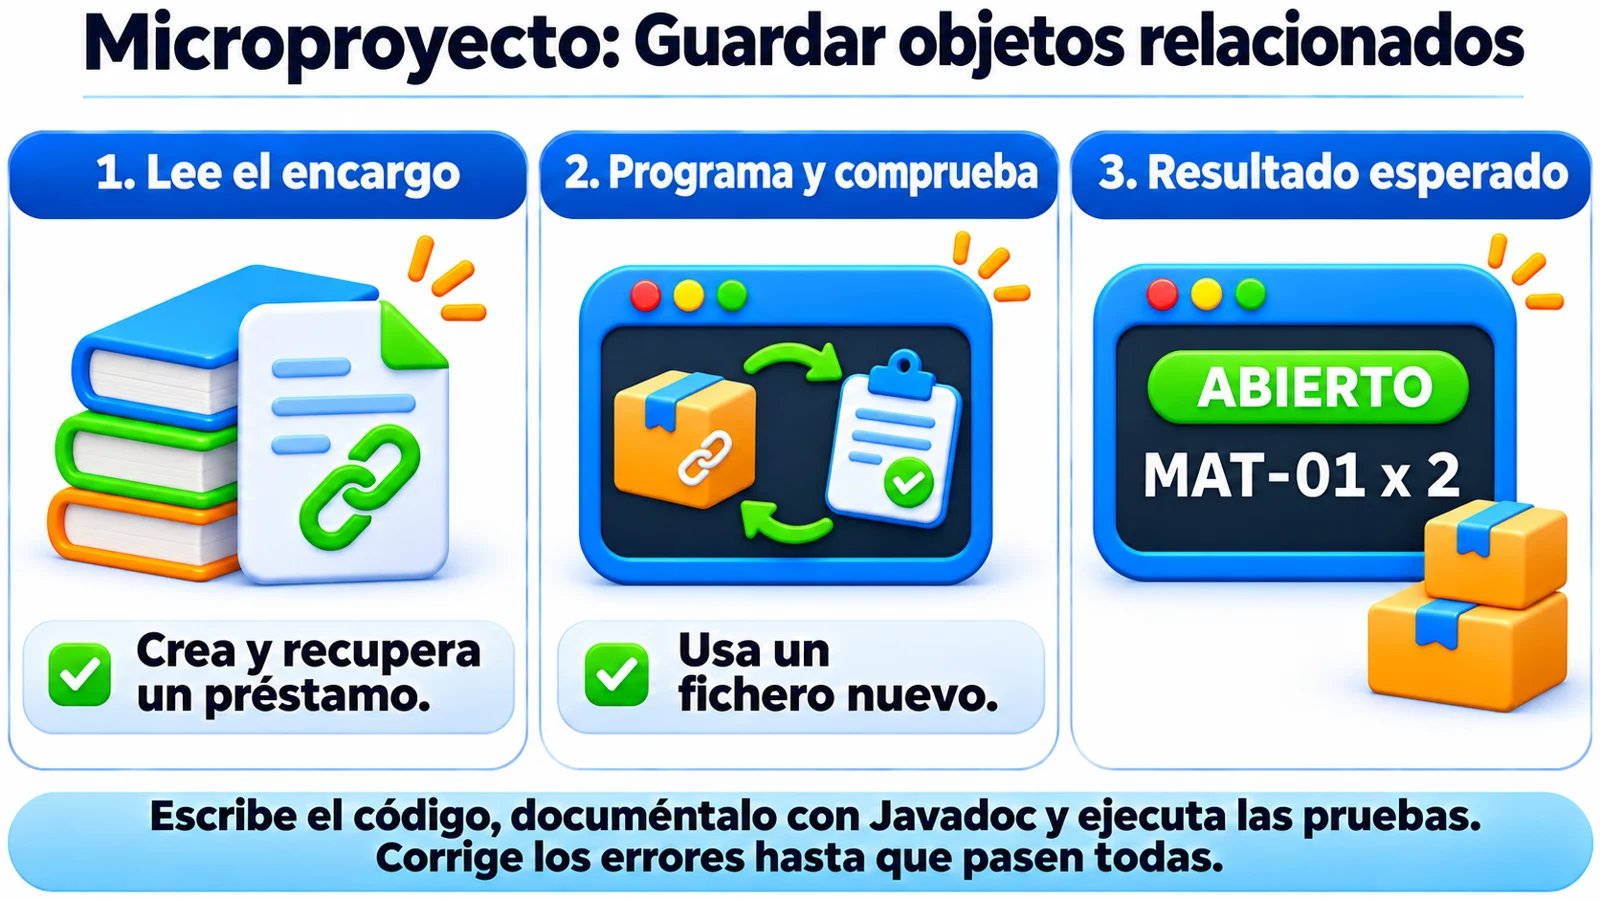 Microproyecto: Guardar objetos relacionados
1. Lee el encargo
Crea y recupera
un préstamo.
2. Programa y comprueba
Usa un
fichero nuevo.
3. Resultado esperado
ABIERTO
MAT-01 x 2
Escribe el código, documéntalo con Javadoc y ejecuta las pruebas.
Corrige los errores hasta que pasen todas.